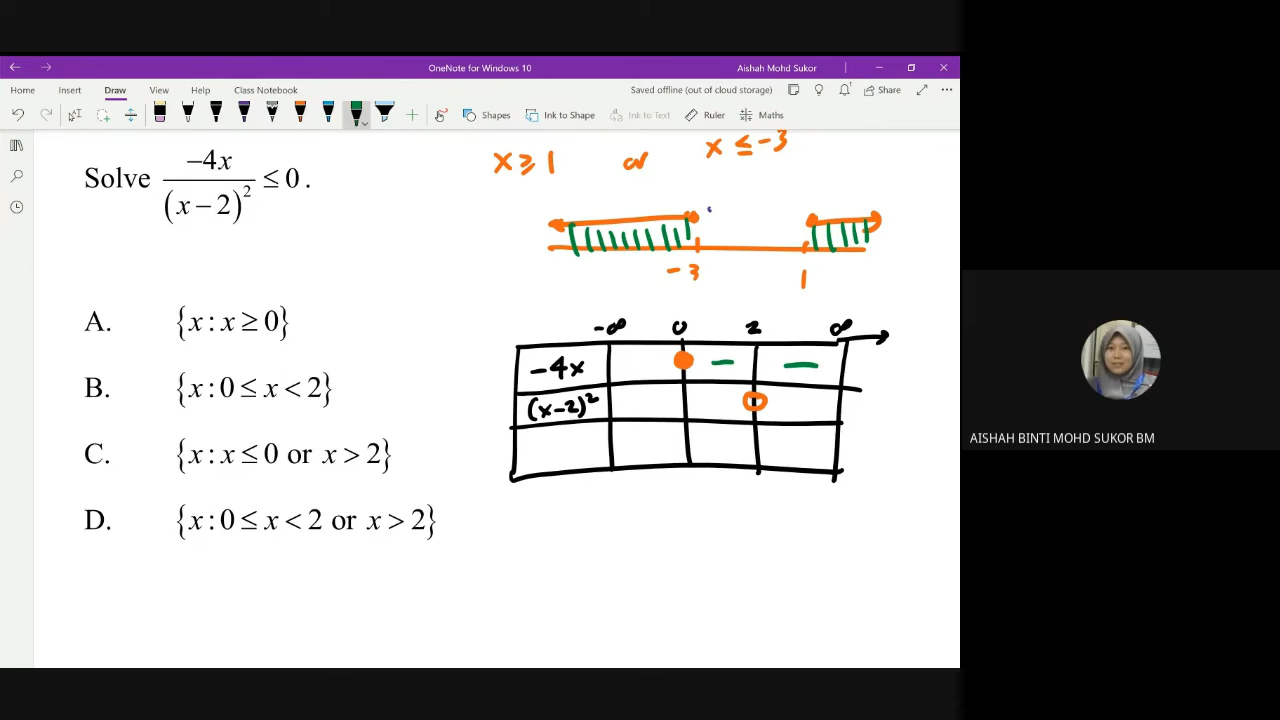 OneNote for Windows 10
Aishah Mohd Sukor
Home Insert Draw View Help Class Notebook
Saved offline (out of cloud storage)
Share
Shapes Ink to Shape Ink to Text Ruler Maths
x ≥ 1 or x ≤ -3
Solve −4x/(x−2)² ≤ 0.
-3 1
-∞ 0 2 ∞
A. {x : x ≥ 0}
-4x - -
B. {x : 0 ≤ x < 2}
(x-2)²
C. {x : x ≤ 0 or x > 2}
D. {x : 0 ≤ x < 2 or x > 2}
AISHAH BINTI MOHD SUKOR BM